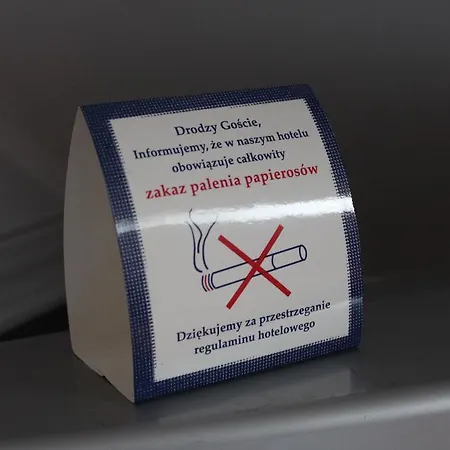 Drodzy Goście,
Informujemy, że w naszym hotelu
obowiązuje całkowity
zakaz palenia papierosów
Dziękujemy za przestrzeganie
regulaminu hotelowego